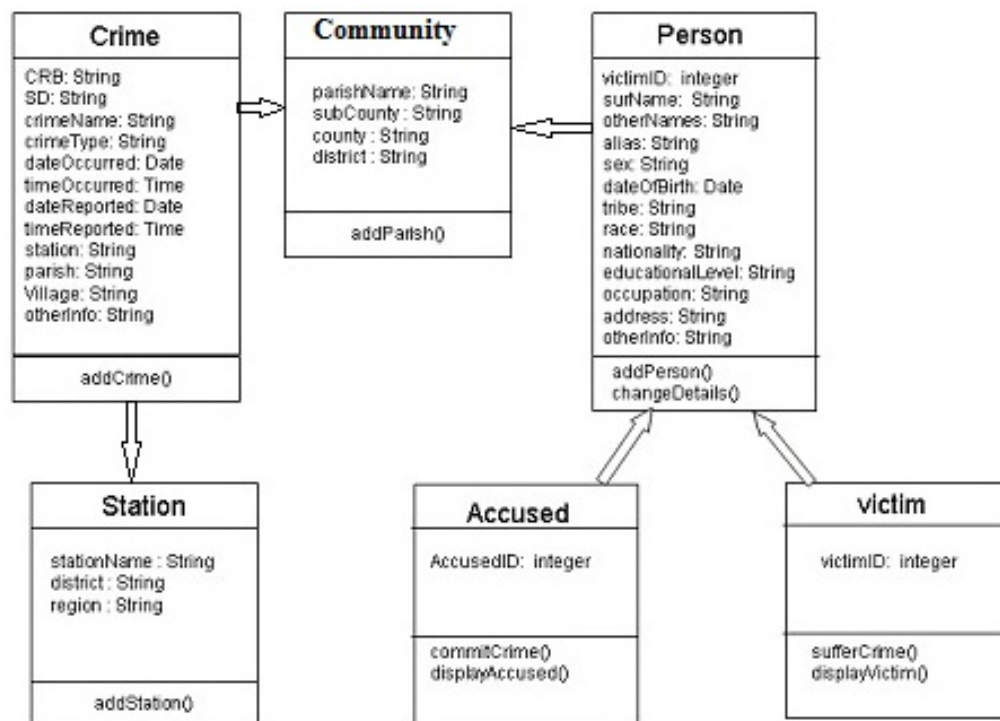 Crime
CRB: String
SD: String
crimeName: String
crimeType: String
dateOccurred: Date
timeOccurred: Time
dateReported: Date
timeReported: Time
station: String
parish: String
Village: String
otherInfo: String
addCrime()
Community
parishName: String
subCounty : String
county : String
district : String
addParish()
Person
victimID: integer
surName: String
otherNames: String
alias: String
sex: String
dateOfBirth: Date
tribe: String
race: String
nationality: String
educationalLevel: String
occupation: String
address: String
otherInfo: String
addPerson()
changeDetails()
Station
stationName : String
district : String
region : String
addStation()
Accused
AccusedID: integer
commitCrime()
displayAccused()
victim
victimID: integer
sufferCrime()
displayVictim()